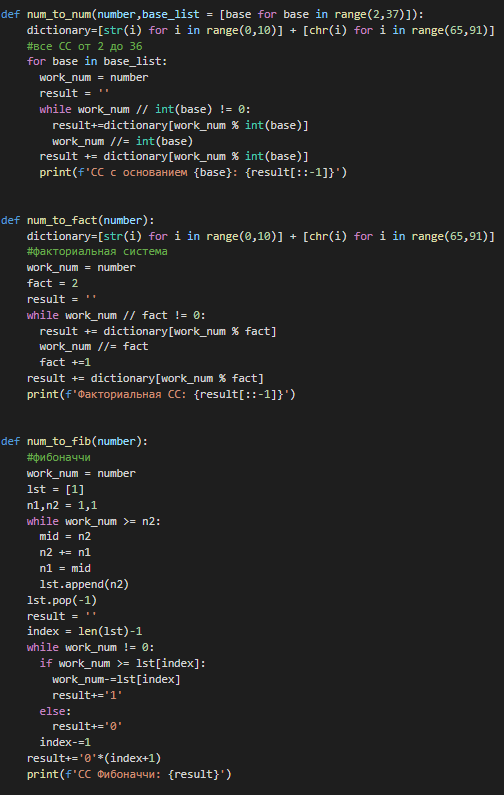 def num_to_num(number,base_list = [base for base in range(2,37)]):
    dictionary=[str(i) for i in range(0,10)] + [chr(i) for i in range(65,91)]
    #все СС от 2 до 36
    for base in base_list:
      work_num = number
      result = ''
      while work_num // int(base) != 0:
        result+=dictionary[work_num % int(base)]
        work_num //= int(base)
      result += dictionary[work_num % int(base)]
      print(f'СС с основанием {base}: {result[::-1]}')
def num_to_fact(number):
    dictionary=[str(i) for i in range(0,10)] + [chr(i) for i in range(65,91)]
    #факториальная система
    work_num = number
    fact = 2
    result = ''
    while work_num // fact != 0:
      result += dictionary[work_num % fact]
      work_num //= fact
      fact +=1
    result += dictionary[work_num % fact]
    print(f'Факториальная СС: {result[::-1]}')
def num_to_fib(number):
    #фибоначчи
    work_num = number
    lst = [1]
    n1,n2 = 1,1
    while work_num >= n2:
      mid = n2
      n2 += n1
      n1 = mid
      lst.append(n2)
    lst.pop(-1)
    result = ''
    index = len(lst)-1
    while work_num != 0:
      if work_num >= lst[index]:
        work_num-=lst[index]
        result+='1'
      else:
        result+='0'
      index-=1
    result+='0'*(index+1)
    print(f'СС Фибоначчи: {result}')